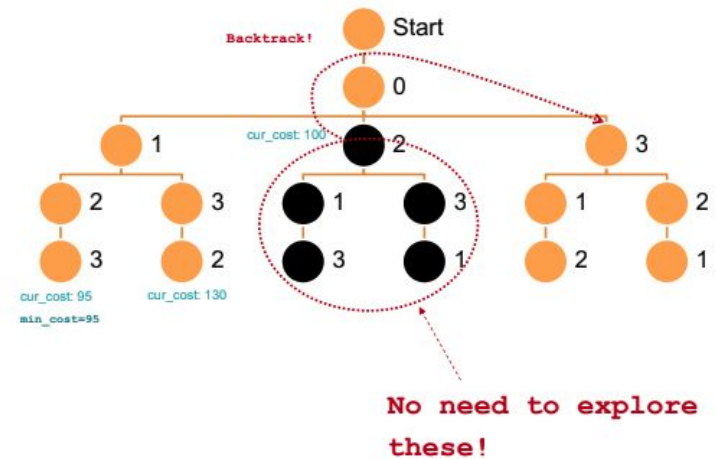 Start
Backtrack!
0
1
cur_cost: 100
2
3
2
3
1
3
1
2
3
2
3
1
2
1
cur_cost: 95
cur_cost: 130
min_cost=95
No need to explore
these!